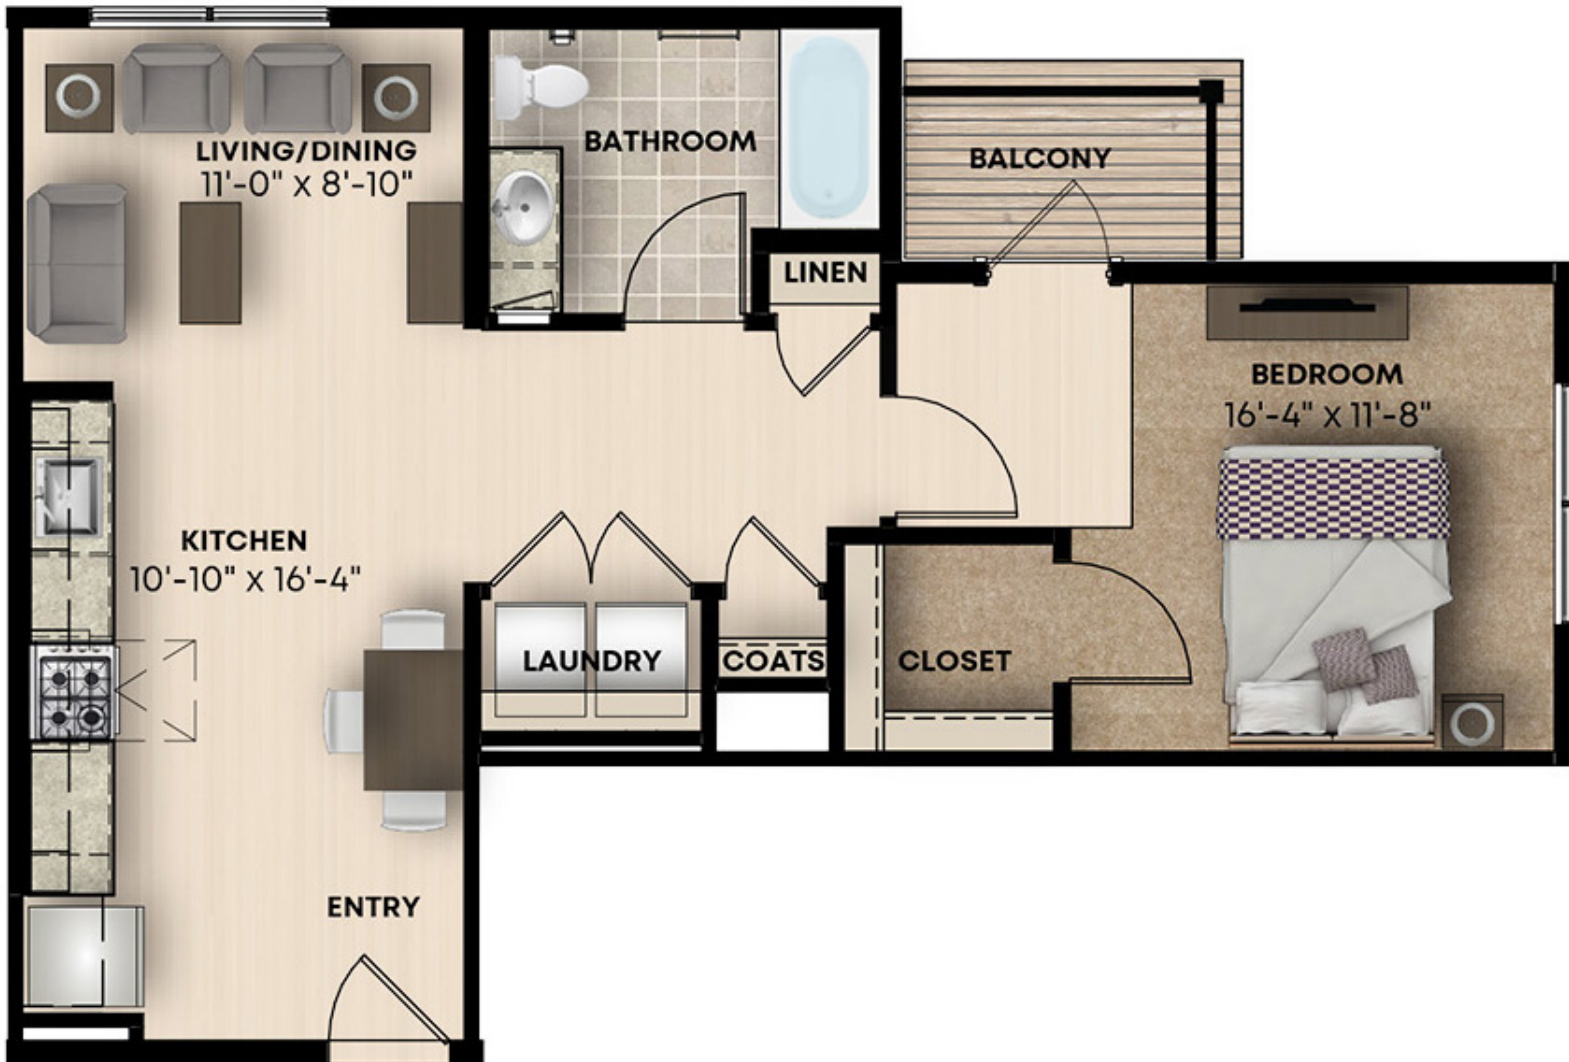 LIVING/DINING
11'-0" X 8'-10"
BATHROOM
BALCONY
LINEN
BEDROOM
16'-4" X 11'-8"
KITCHEN
10'-10" X 16'-4"
LAUNDRY
COATS
CLOSET
ENTRY